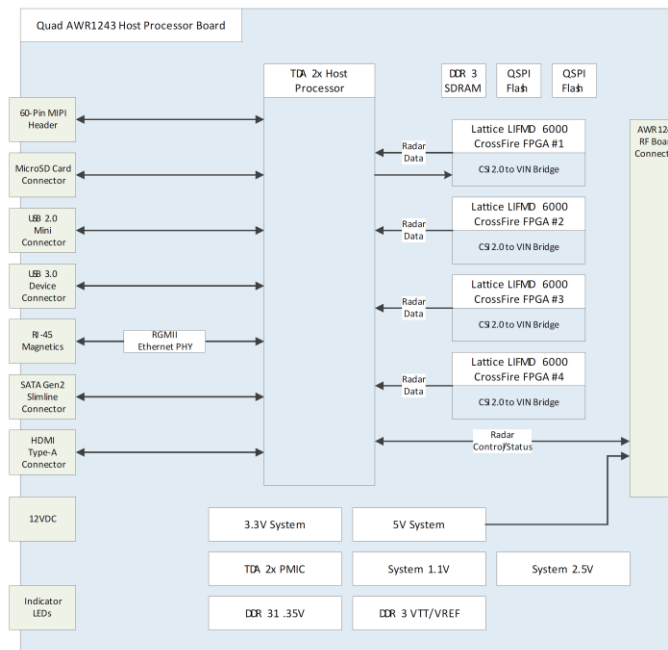 Quad AWR1243 Host Processor Board
TDA 2x Host
Processor
DDR 3
SDRAM
QSPI
Flash
QSPI
Flash
60-Pin MIPI
Header
MicroSD Card
Connector
USB 2.0
Mini
Connector
USB 3.0
Device
Connector
RJ-45
Magnetics
RGMII
Ethernet PHY
SATA Gen2
Slimline
Connector
HDMI
Type-A
Connector
12VDC
Indicator
LEDs
Radar
Data
Lattice LIFMD 6000
CrossFire FPGA #1
CSI 2.0 to VIN Bridge
Radar
Data
Lattice LIFMD 6000
CrossFire FPGA #2
CSI 2.0 to VIN Bridge
Radar
Data
Lattice LIFMD 6000
CrossFire FPGA #3
CSI 2.0 to VIN Bridge
Radar
Data
Lattice LIFMD 6000
CrossFire FPGA #4
CSI 2.0 to VIN Bridge
Radar
Control/Status
AWR124
RF Boar
Connect
3.3V System
5V System
TDA 2x PMIC
System 1.1V
System 2.5V
DDR 31 .35V
DDR 3 VTT/VREF